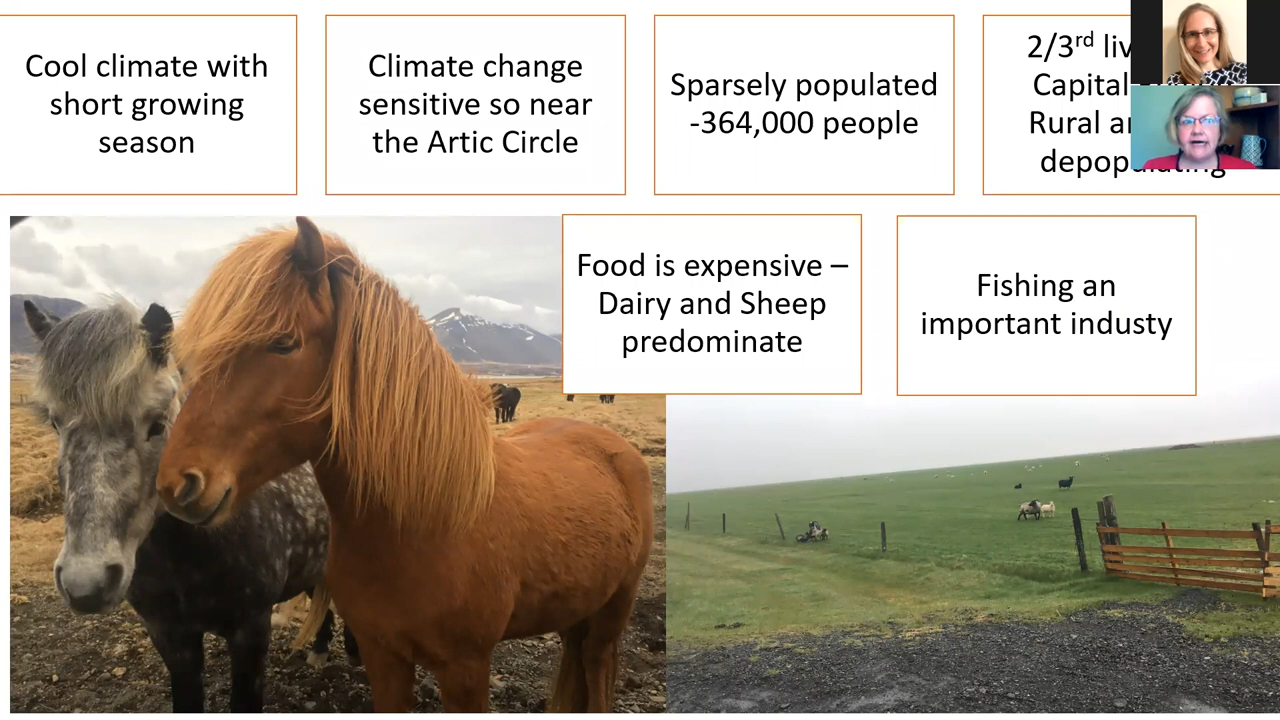 Cool climate with
short growing
season
Climate change
sensitive so near
the Artic Circle
Sparsely populated
-364,000 people
2/3rd
Capital
Rural
Food is expensive –
Dairy and Sheep
predominate
Fishing an
important industy